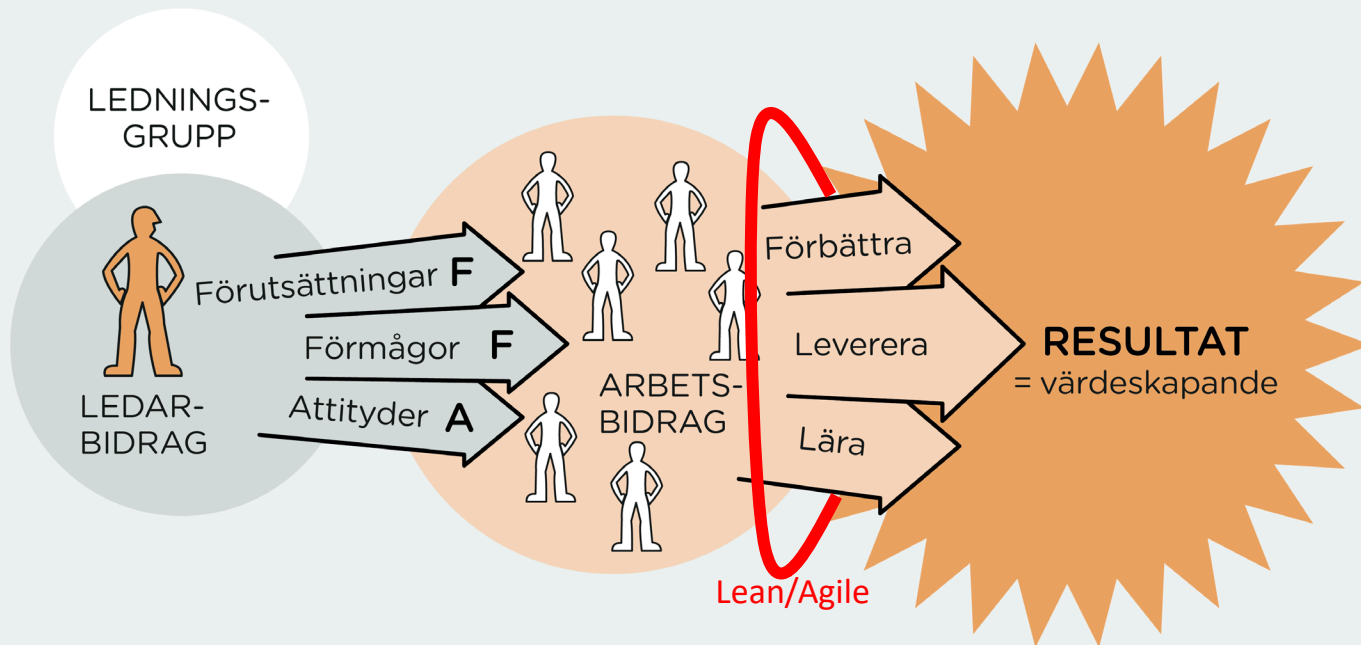 LEDNINGS-
GRUPP
LEDAR-
BIDRAG
Förutsättningar F
Förmågor F
Attityder A
ARBETS-
BIDRAG
Förbättra
Leverera
Lära
Lean/Agile
RESULTAT
= värdeskapande